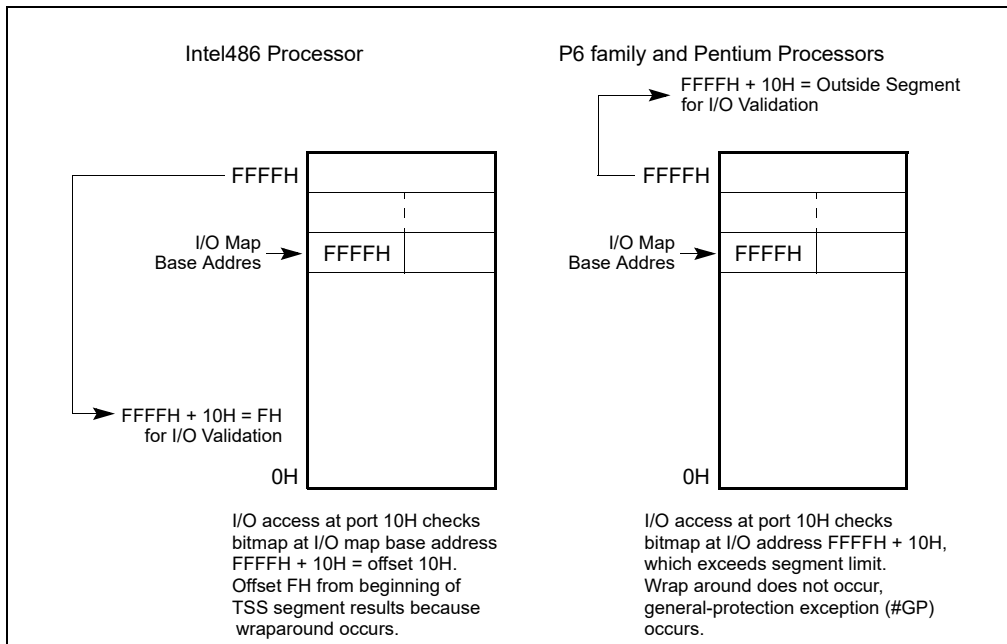 Intel486 Processor
FFFFH
I/O Map
Base Addres
FFFFH
FFFFH + 10H = FH
for I/O Validation
0H
I/O access at port 10H checks
bitmap at I/O map base address
FFFFH + 10H = offset 10H.
Offset FH from beginning of
TSS segment results because
wraparound occurs.
P6 family and Pentium Processors
FFFFH + 10H = Outside Segment
for I/O Validation
FFFFH
I/O Map
Base Addres
FFFFH
0H
I/O access at port 10H checks
bitmap at I/O address FFFFH + 10H,
which exceeds segment limit.
Wrap around does not occur,
general-protection exception (#GP)
occurs.